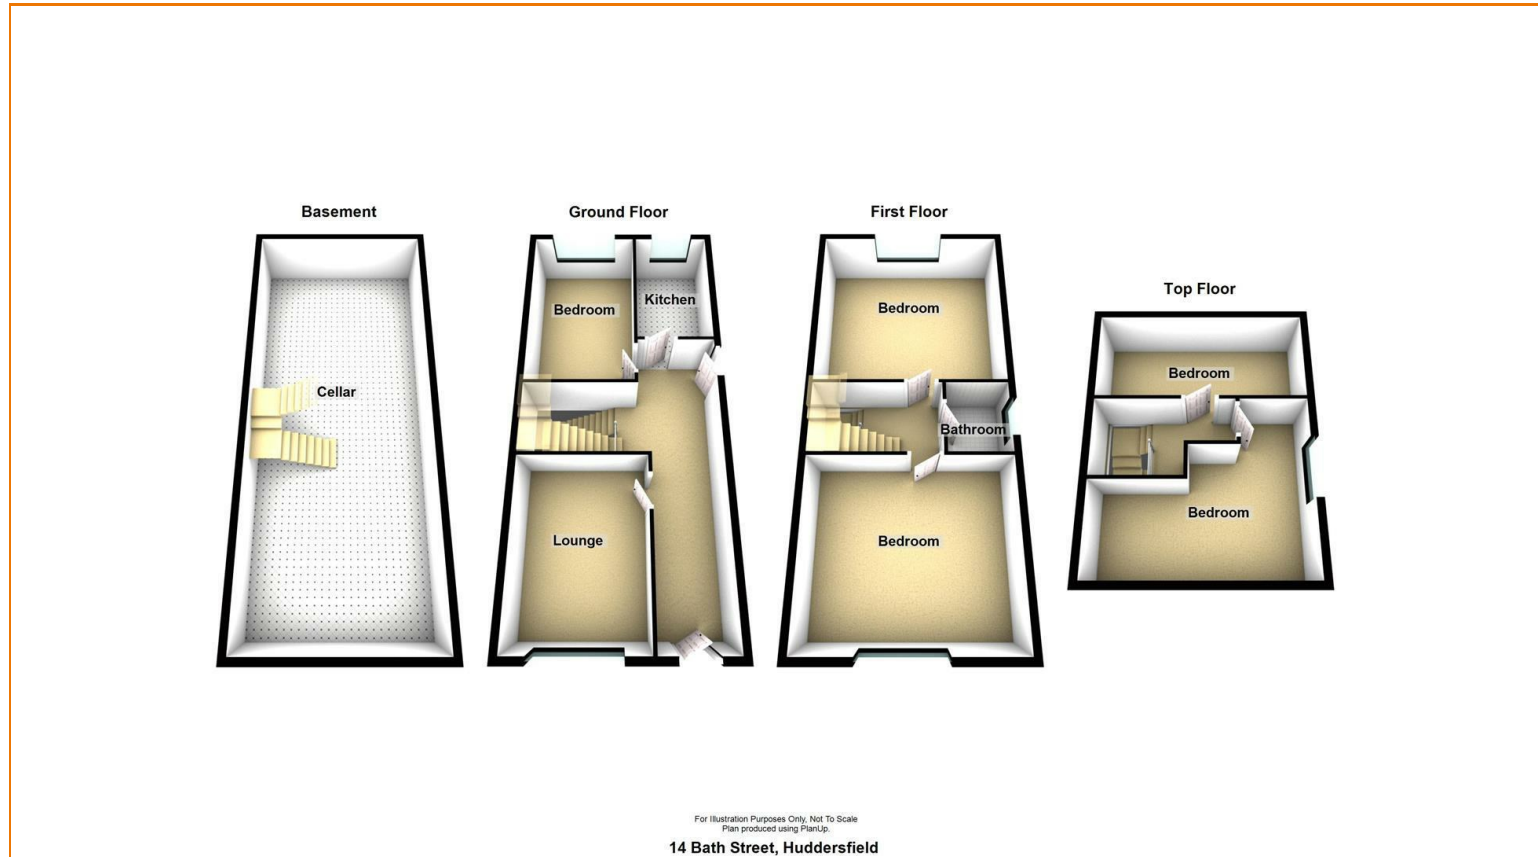 Basement
Cellar
Ground Floor
Bedroom
Kitchen
Lounge
First Floor
Bedroom
Bathroom
Bedroom
Top Floor
Bedroom
Bedroom
For Illustration Purposes Only, Not To Scale
Plan produced using PlanUp.
14 Bath Street, Huddersfield